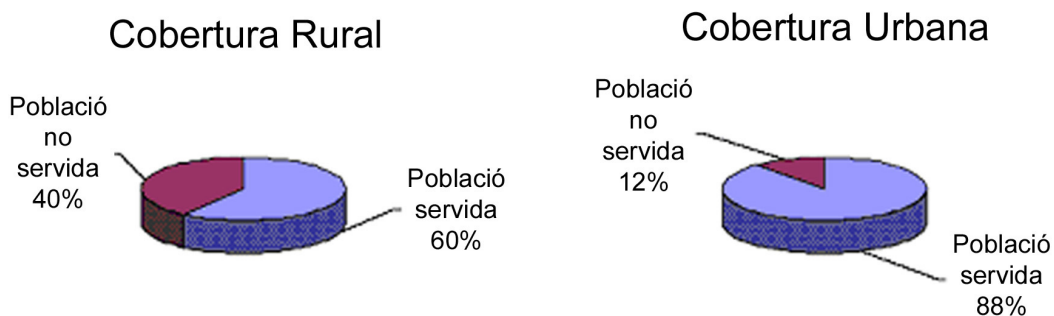 Cobertura Rural
Població
no
servida
40%
Població
servida
60%
Cobertura Urbana
Població
no
servida
12%
Població
servida
88%